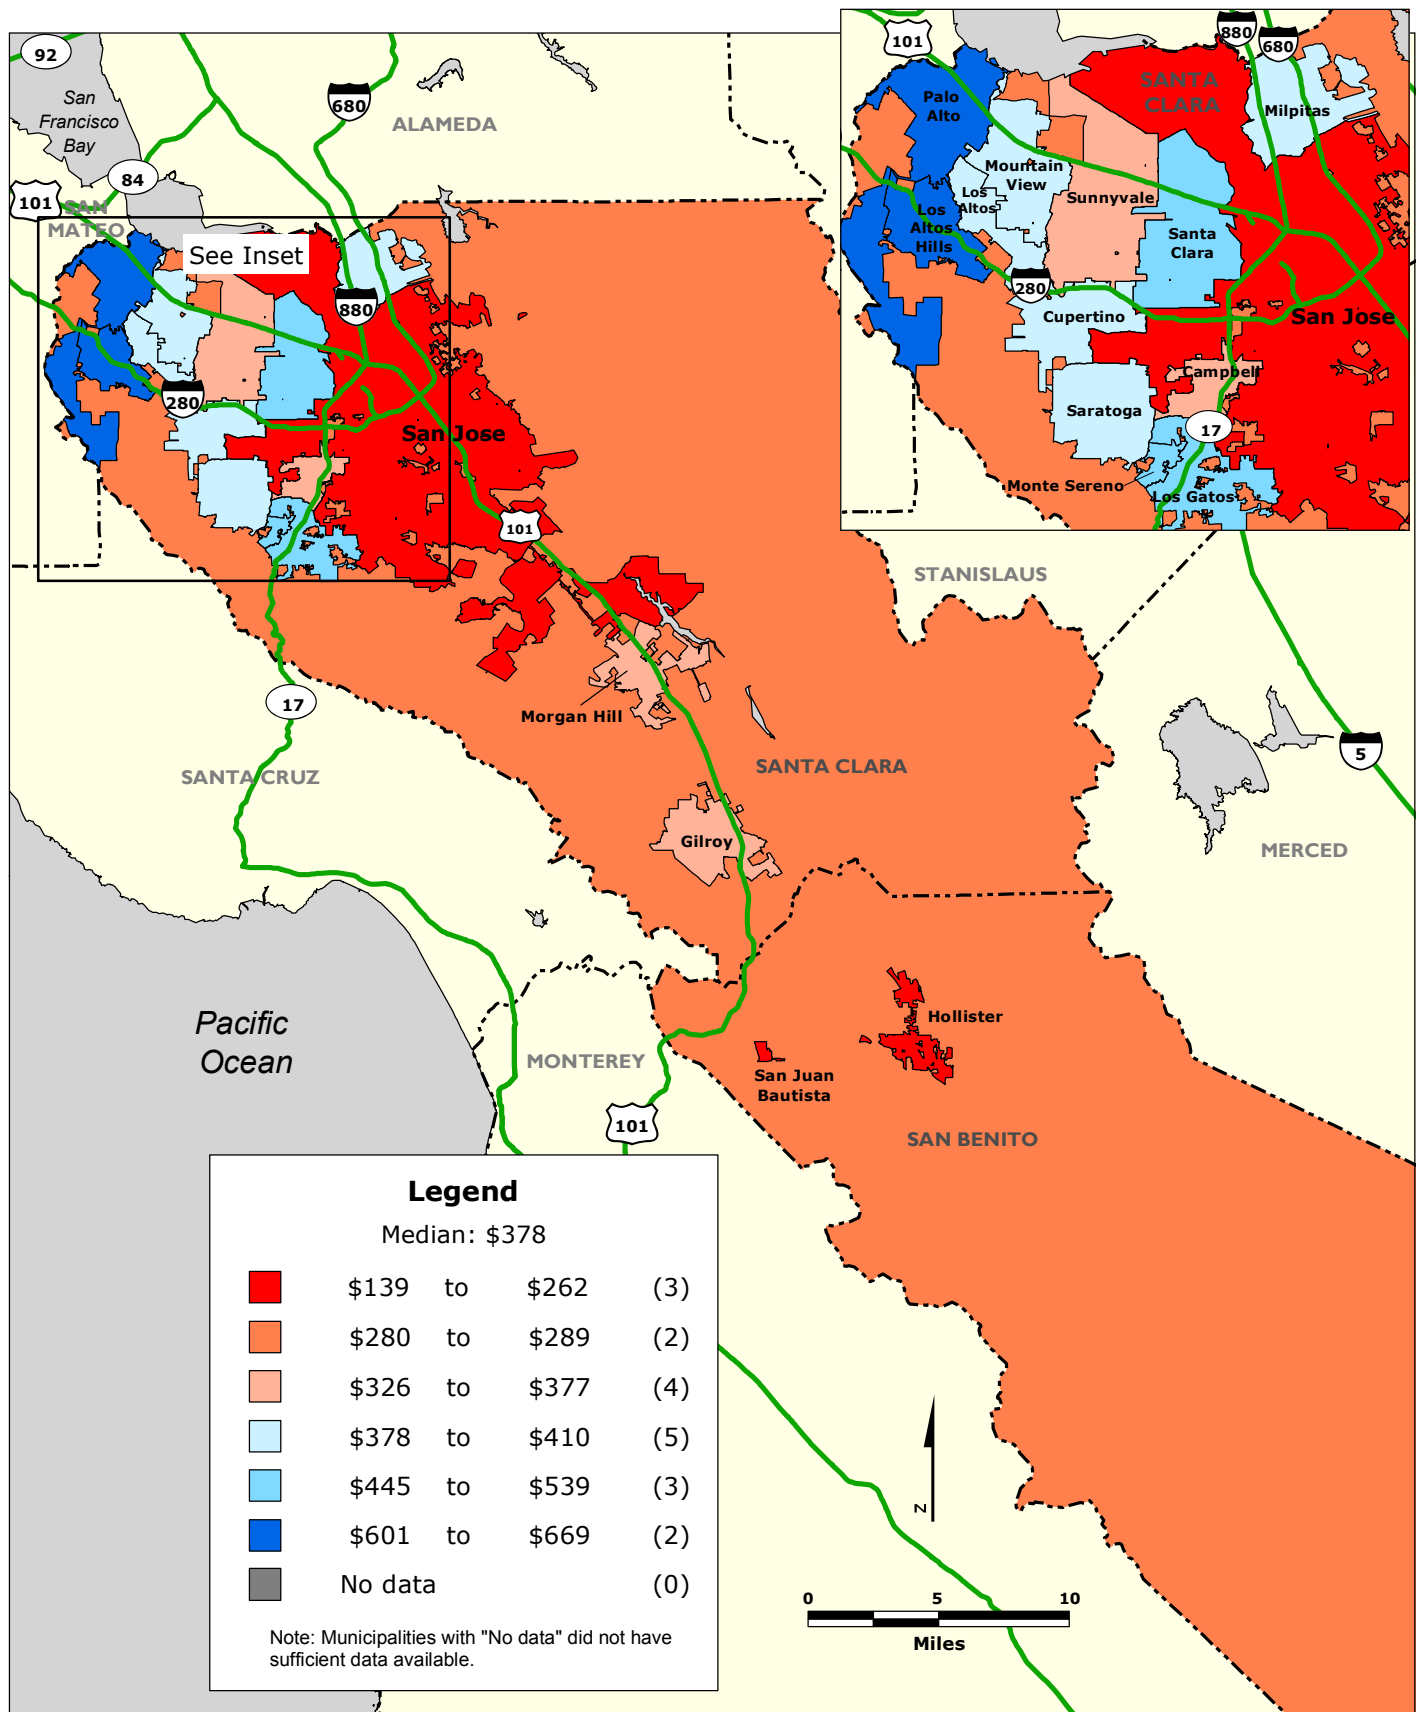 92
San
Francisco
Bay
680
ALAMEDA
84
101
SAN
MATEO
See Inset
880
280
San Jose
101
17
Morgan Hill
SANTA CRUZ
SANTA CLARA
Gilroy
STANISLAUS
5
MERCED
Pacific
Ocean
MONTEREY
101
Hollister
San Juan
Bautista
SAN BENITO
101
880
680
SANTA
CLARA
Palo
Alto
Milpitas
Mountain
View
Los
Altos
Sunnyvale
Los
Altos
Hills
Santa
Clara
280
Cupertino
San Jose
Campbell
Saratoga
17
Monte Sereno
Los Gatos
Legend
Median: $378
$139 to $262 (3)
$280 to $289 (2)
$326 to $377 (4)
$378 to $410 (5)
$445 to $539 (3)
$601 to $669 (2)
No data (0)
Note: Municipalities with "No data" did not have
sufficient data available.
N
0 5 10
Miles